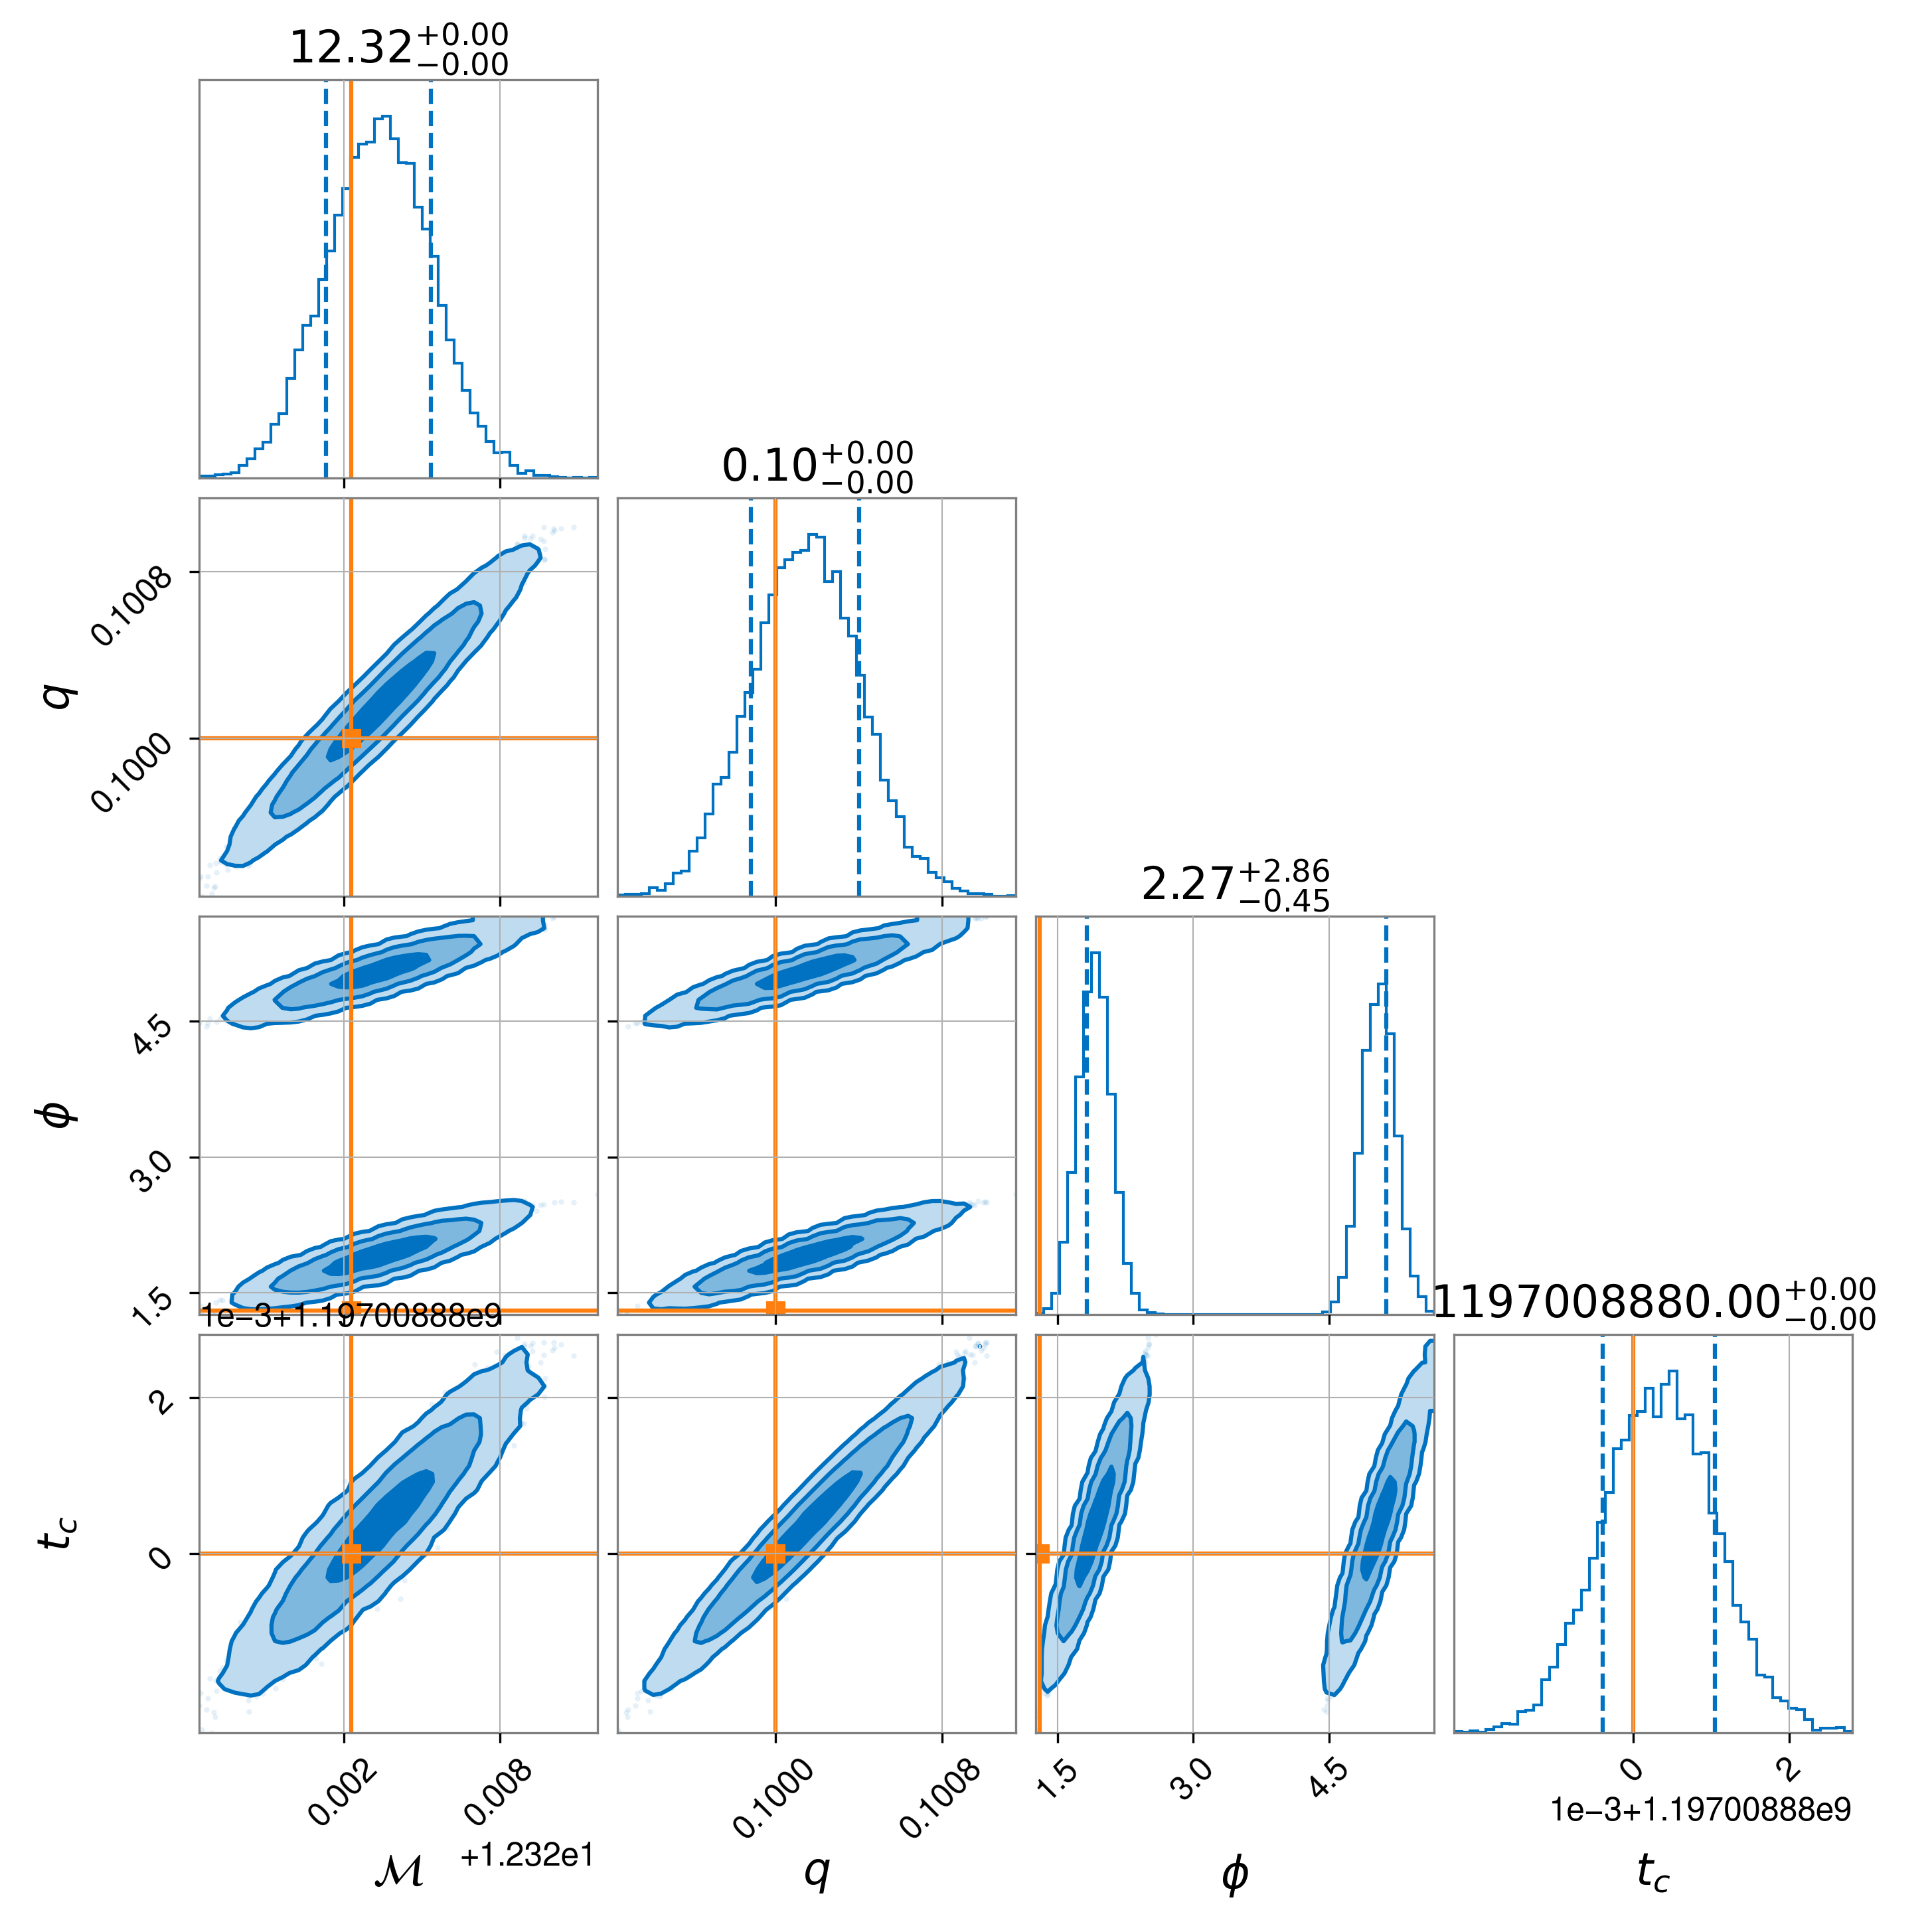 12.32+0.00−0.00
0.10+0.00−0.00
0.1008
0.1000
q
2.27+2.86−0.45
4.5
3.0
1.5
ϕ
1e−3+1.19700888e9
1197008880.00+0.00−0.00
2
0
t_c
0.002 0.008
0.1000 0.1008
1.5 3.0 4.5
0 2
1e−3+1.19700888e9
+1.232e1
ℳ q ϕ t_c